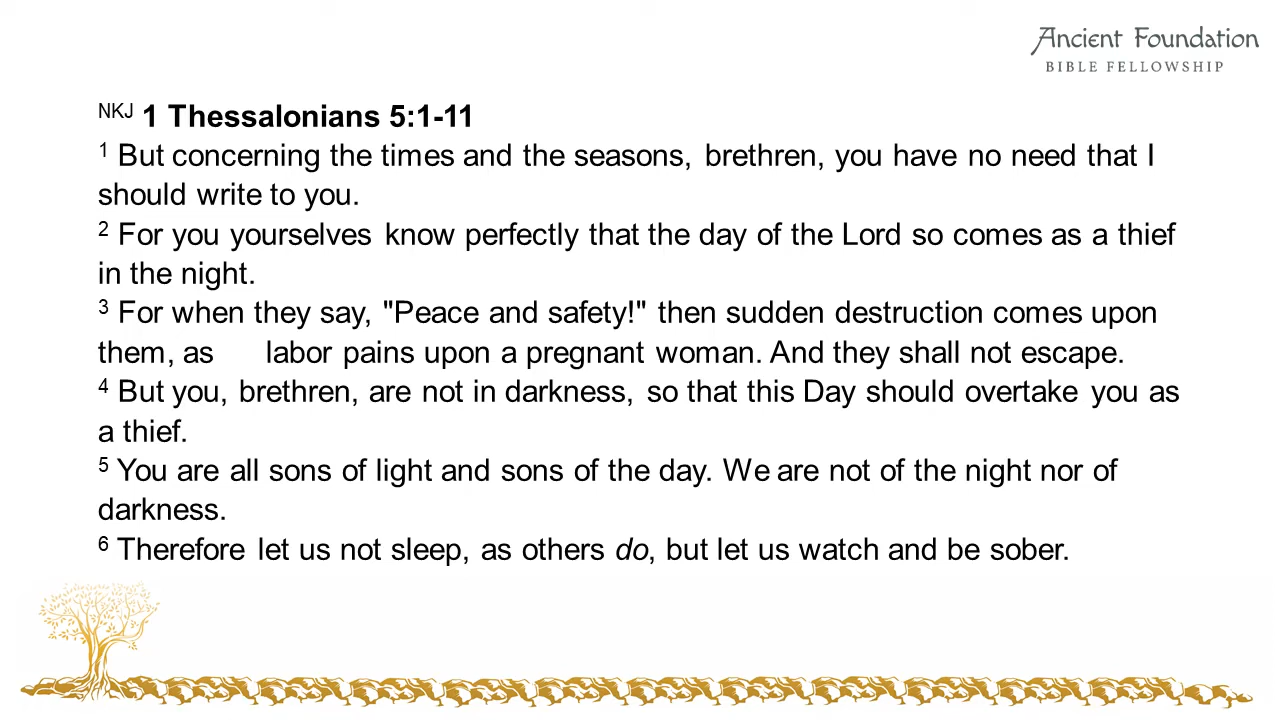 Ancient Foundation
BIBLE FELLOWSHIP
NKJ 1 Thessalonians 5:1-11
1 But concerning the times and the seasons, brethren, you have no need that I
should write to you.
2 For you yourselves know perfectly that the day of the Lord so comes as a thief
in the night.
3 For when they say, "Peace and safety!" then sudden destruction comes upon
them, as labor pains upon a pregnant woman. And they shall not escape.
4 But you, brethren, are not in darkness, so that this Day should overtake you as
a thief.
5 You are all sons of light and sons of the day. We are not of the night nor of
darkness.
6 Therefore let us not sleep, as others do, but let us watch and be sober.